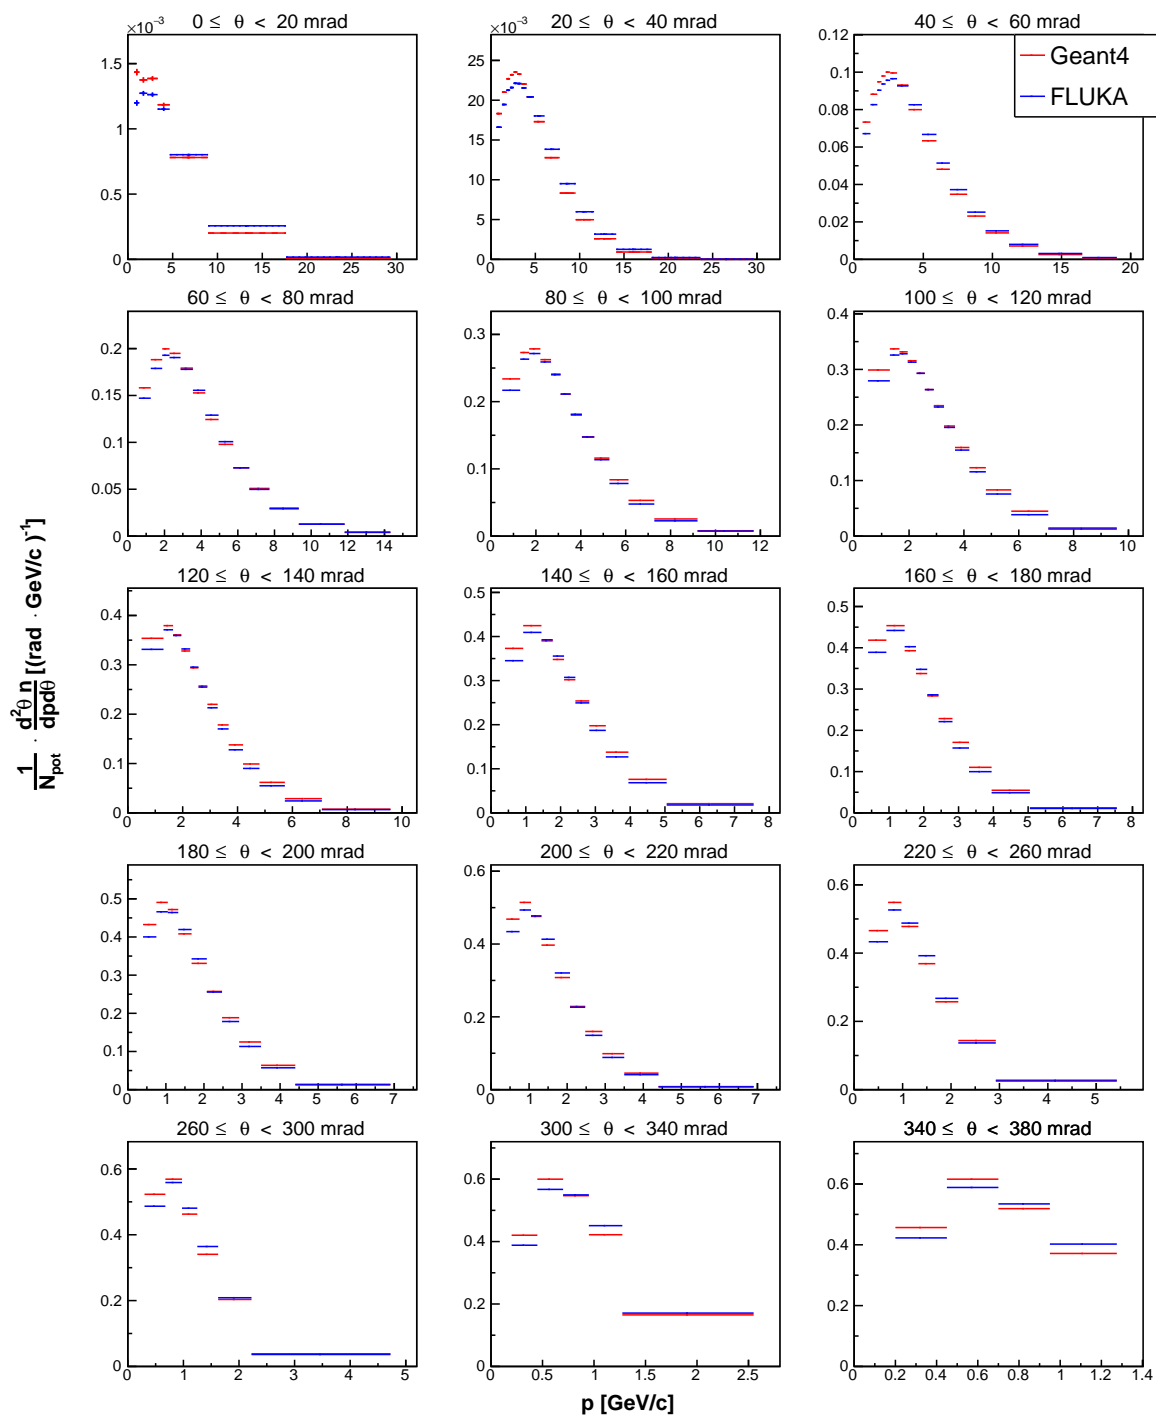 0 ≤ θ < 20 mrad
×10⁻³
0 0.5 1 1.5
0 5 10 15 20 25 30
20 ≤ θ < 40 mrad
×10⁻³
0 5 10 15 20 25
0 5 10 15 20 25 30
40 ≤ θ < 60 mrad
0 0.02 0.04 0.06 0.08 0.1 0.12
0 5 10 15 20
Geant4
FLUKA
60 ≤ θ < 80 mrad
0 0.05 0.1 0.15 0.2
0 2 4 6 8 10 12 14
80 ≤ θ < 100 mrad
0 0.1 0.2 0.3
0 2 4 6 8 10 12
100 ≤ θ < 120 mrad
0 0.1 0.2 0.3 0.4
0 2 4 6 8 10
120 ≤ θ < 140 mrad
0 0.1 0.2 0.3 0.4
0 2 4 6 8 10
140 ≤ θ < 160 mrad
0 0.1 0.2 0.3 0.4 0.5
0 1 2 3 4 5 6 7 8
160 ≤ θ < 180 mrad
0 0.1 0.2 0.3 0.4 0.5
0 1 2 3 4 5 6 7 8
180 ≤ θ < 200 mrad
0 0.1 0.2 0.3 0.4 0.5
0 1 2 3 4 5 6 7
200 ≤ θ < 220 mrad
0 0.2 0.4 0.6
0 1 2 3 4 5 6 7
220 ≤ θ < 260 mrad
0 0.2 0.4 0.6
0 1 2 3 4 5
260 ≤ θ < 300 mrad
0 0.2 0.4 0.6
0 1 2 3 4 5
300 ≤ θ < 340 mrad
0 0.2 0.4 0.6
0.5 1 1.5 2 2.5
340 ≤ θ < 380 mrad
0 0.2 0.4 0.6
0 0.2 0.4 0.6 0.8 1 1.2 1.4
1/N_pot · d²θ n/dpdθ [(rad · GeV/c )⁻¹]
p [GeV/c]